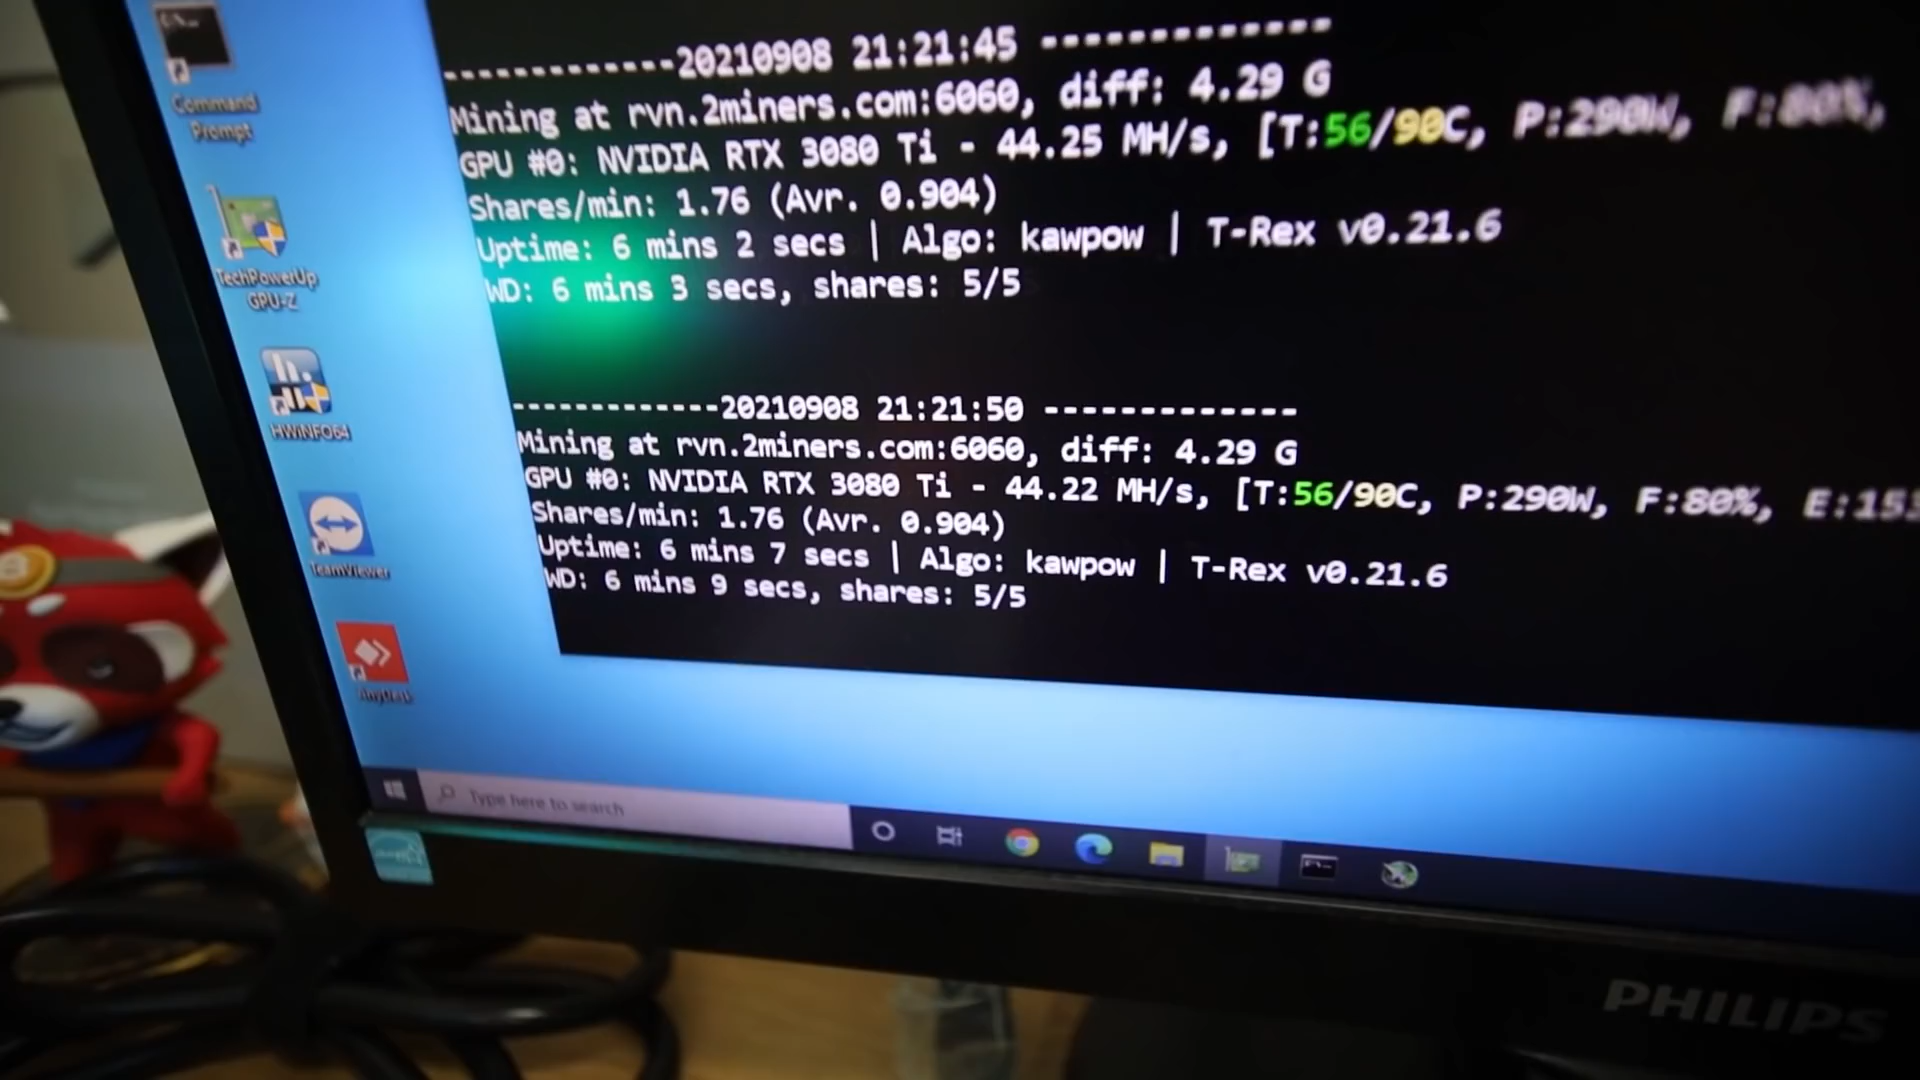 Command
Prompt
TechPowerUp
GPU-Z
HWiNFO64
TeamViewer
AnyDesk
-------------20210908 21:21:45 -------------
Mining at rvn.2miners.com:6060, diff: 4.29 G
GPU #0: NVIDIA RTX 3080 Ti - 44.25 MH/s, [T:56/90C, P:290W, F:80%,
Shares/min: 1.76 (Avr. 0.904)
Uptime: 6 mins 2 secs | Algo: kawpow | T-Rex v0.21.6
WD: 6 mins 3 secs, shares: 5/5
-------------20210908 21:21:50 -------------
Mining at rvn.2miners.com:6060, diff: 4.29 G
GPU #0: NVIDIA RTX 3080 Ti - 44.22 MH/s, [T:56/90C, P:290W, F:80%, E:153
Shares/min: 1.76 (Avr. 0.904)
Uptime: 6 mins 7 secs | Algo: kawpow | T-Rex v0.21.6
WD: 6 mins 9 secs, shares: 5/5
Type here to search
PHILIPS